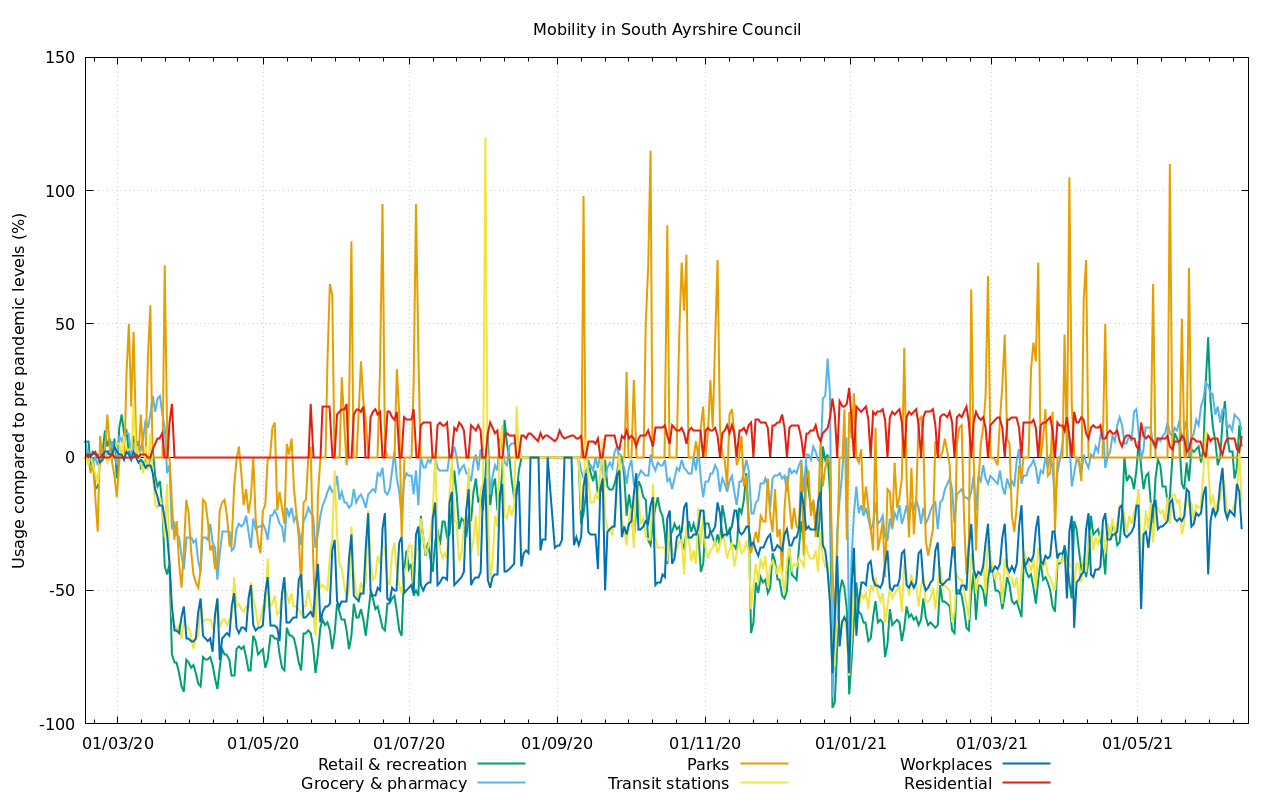 Mobility in South Ayrshire Council
Usage compared to pre pandemic levels (%)
150
100
50
0
-50
-100
01/03/20 01/05/20 01/07/20 01/09/20 01/11/20 01/01/21 01/03/21 01/05/21
Retail & recreation Parks Workplaces
Grocery & pharmacy Transit stations Residential